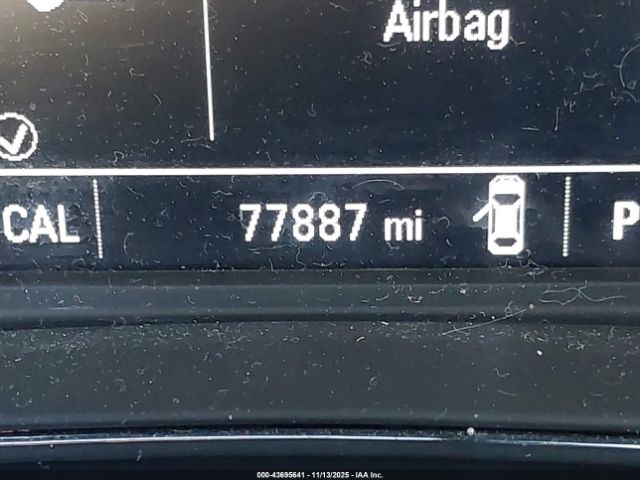 Airbag
CAL 77887 mi P
000-43695641 - 11/13/2025 - IAA Inc.